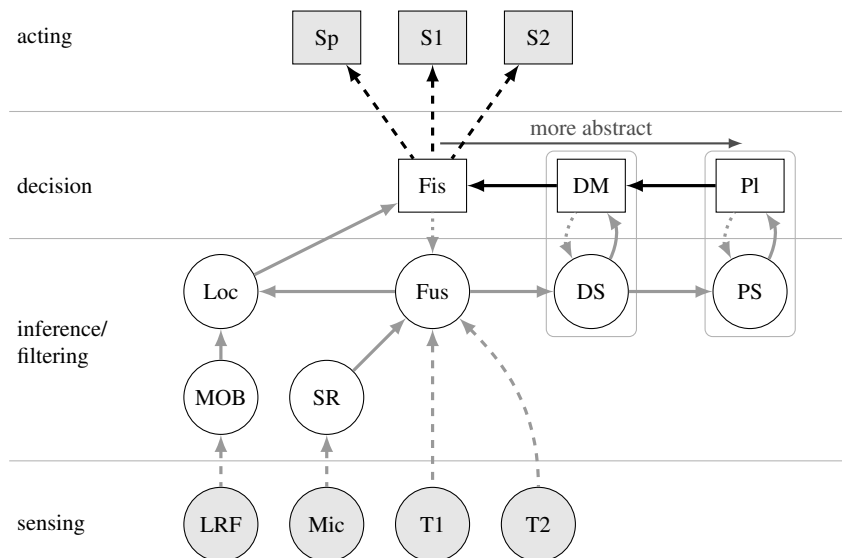 acting
Sp
S1
S2
more abstract
decision
Fis
DM
Pl
Loc
Fus
DS
PS
inference/
filtering
MOB
SR
sensing
LRF
Mic
T1
T2